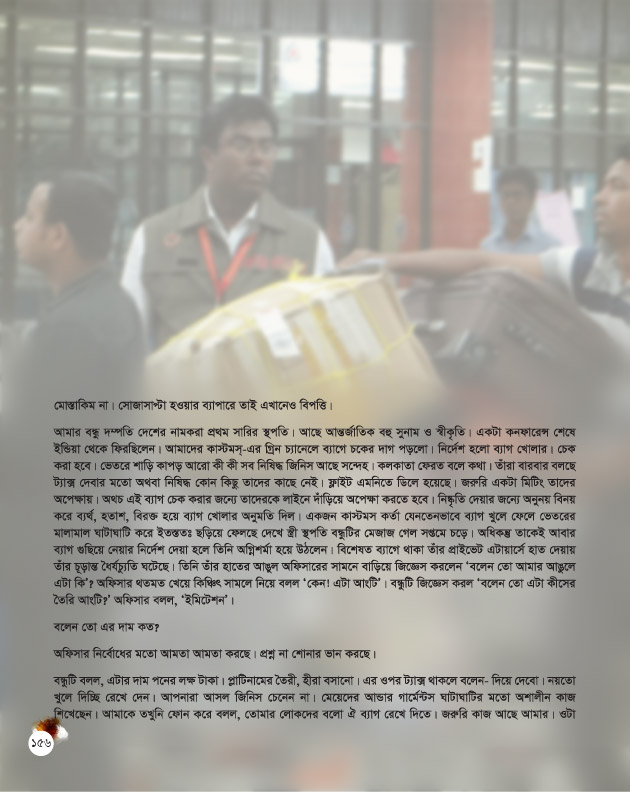 মোস্তাকিম না। সোজাসাপ্টা হওয়ার ব্যাপারে তাই এখানেও বিপত্তি।
আমার বন্ধু দম্পতি দেশের নামকরা প্রথম সারির স্থপতি। আছে আন্তর্জাতিক বহু সুনাম ও স্বীকৃতি। একটা কনফারেন্স শেষে
ইন্ডিয়া থেকে ফিরছিলেন। আমাদের কাস্টমস্-এর গ্রিন চ্যানেলে ব্যাগে চকের দাগ পড়লো। নির্দেশ হলো ব্যাগ খোলার। চেক
করা হবে। ভেতরে শাড়ি কাপড় আরো কী কী সব নিষিদ্ধ জিনিস আছে সন্দেহ। কলকাতা ফেরত বলে কথা। তাঁরা বারবার বলছে
ট্যাক্স দেবার মতো অথবা নিষিদ্ধ কোন কিছু তাদের কাছে নেই। ফ্লাইট এমনিতে ডিলে হয়েছে। জরুরি একটা মিটিং তাদের
অপেক্ষায়। অথচ এই ব্যাগ চেক করার জন্যে তাদেরকে লাইনে দাঁড়িয়ে অপেক্ষা করতে হবে। নিষ্কৃতি দেয়ার জন্যে অনুনয় বিনয়
করে ব্যর্থ, হতাশ, বিরক্ত হয়ে ব্যাগ খোলার অনুমতি দিল। একজন কাস্টমস কর্তা যেনতেনভাবে ব্যাগ খুলে ফেলে ভেতরের
মালামাল ঘাটাঘাটি করে ইতস্ততঃ ছড়িয়ে ফেলছে দেখে স্ত্রী স্থপতি বন্ধুটির মেজাজ গেল সপ্তমে চড়ে। অধিকন্তু তাকেই আবার
ব্যাগ গুছিয়ে নেয়ার নির্দেশ দেয়া হলে তিনি অগ্নিশর্মা হয়ে উঠলেন। বিশেষত ব্যাগে থাকা তাঁর প্রাইভেট এটায়ার্সে হাত দেয়ায়
তাঁর চূড়ান্ত ধৈর্যচ্যুতি ঘটেছে। তিনি তাঁর হাতের আঙুল অফিসারের সামনে বাড়িয়ে জিজ্ঞেস করলেন ‘বলেন তো আমার আঙুলে
এটা কি’? অফিসার থতমত খেয়ে কিঞ্চিৎ সামলে নিয়ে বলল ‘কেন! এটা আংটি’। বন্ধুটি জিজ্ঞেস করল ‘বলেন তো এটা কীসের
তৈরি আংটি?’ অফিসার বলল, ‘ইমিটেশন’।
বলেন তো এর দাম কত?
অফিসার নির্বোধের মতো আমতা আমতা করছে। প্রশ্ন না শোনার ভান করছে।
বন্ধুটি বলল, এটার দাম পনের লক্ষ টাকা। প্লাটিনামের তৈরী, হীরা বসানো। এর ওপর ট্যাক্স থাকলে বলেন- দিয়ে দেবো। নয়তো
খুলে দিচ্ছি রেখে দেন। আপনারা আসল জিনিস চেনেন না। মেয়েদের আন্ডার গার্মেন্টস ঘাটাঘাটির মতো অশালীন কাজ
শিখেছেন। আমাকে তখুনি ফোন করে বলল, তোমার লোকদের বলো ঐ ব্যাগ রেখে দিতে। জরুরি কাজ আছে আমার। ওটা
১৫৬